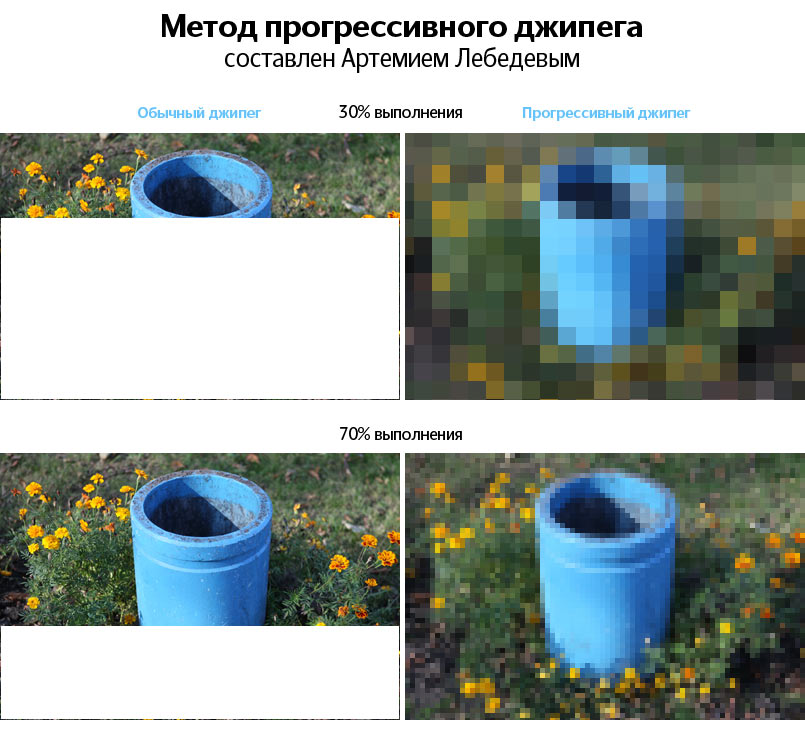 Метод прогрессивного джипега
составлен Артемием Лебедевым
Обычный джипег 30% выполнения Прогрессивный джипег
70% выполнения